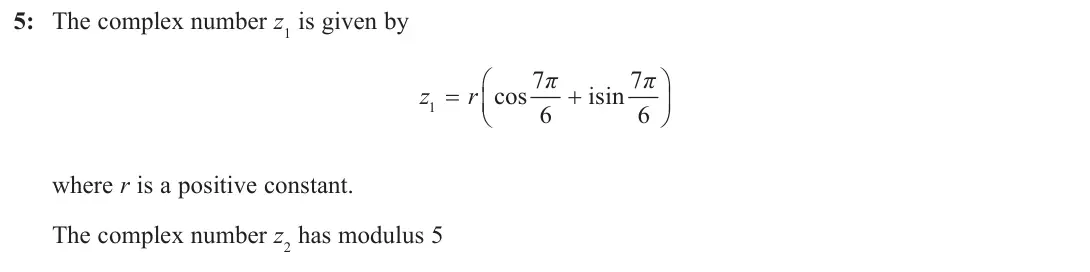 5: The complex number z₁ is given by
z₁ = r(cos 7π/6 + isin 7π/6)
where r is a positive constant.
The complex number z₂ has modulus 5